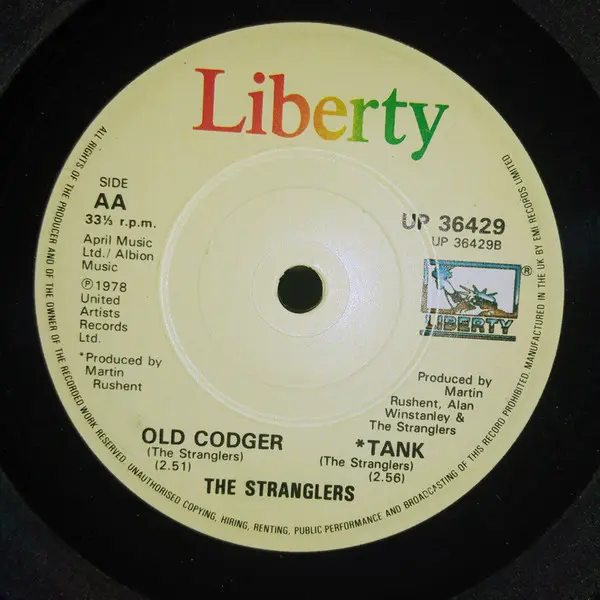 Liberty
SIDE
AA
33⅓ r.p.m.
April Music
Ltd./ Albion
Music
Ⓟ1978
United
Artists
Records
Ltd.
*Produced by
Martin
Rushent
UP 36429
UP 36429B
®
LIBERTY
Produced by
Martin
Rushent, Alan
Winstanley &
The Stranglers
OLD CODGER
(The Stranglers)
(2.51)
*TANK
(The Stranglers)
(2.56)
THE STRANGLERS
ALL RIGHTS OF THE PRODUCER AND OF THE OWNER OF THE RECORDED WORK RESERVED. UNAUTHORISED COPYING, HIRING, RENTING, PUBLIC PERFORMANCE AND BROADCASTING OF THIS RECORD PROHIBITED. MANUFACTURED IN THE UK BY EMI RECORDS LIMITED